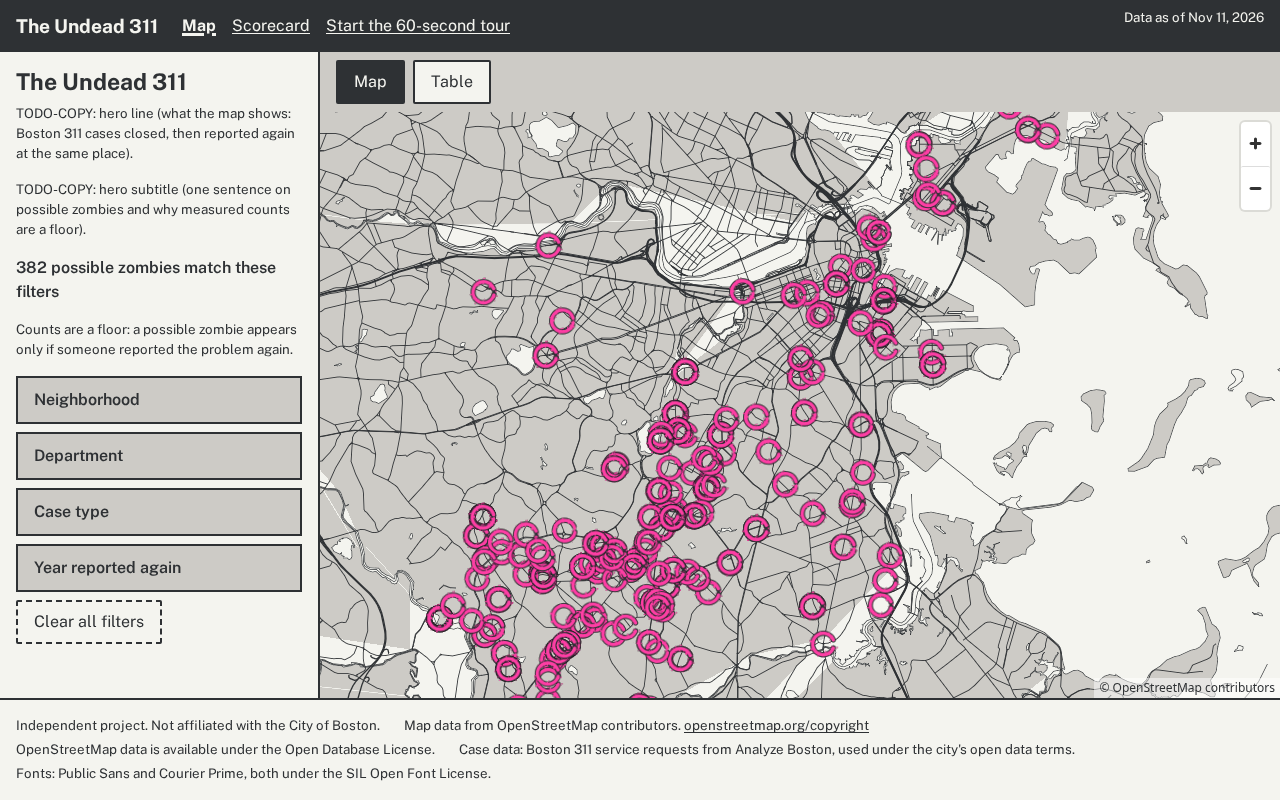 The Undead 311 Map Scorecard Start the 60-second tour Data as of Nov 11, 2026
The Undead 311
TODO-COPY: hero line (what the map shows:
Boston 311 cases closed, then reported again
at the same place).
TODO-COPY: hero subtitle (one sentence on
possible zombies and why measured counts
are a floor).
382 possible zombies match these
filters
Counts are a floor: a possible zombie appears
only if someone reported the problem again.
Neighborhood
Department
Case type
Year reported again
Clear all filters
Map Table
+
−
© OpenStreetMap contributors
Independent project. Not affiliated with the City of Boston. Map data from OpenStreetMap contributors. openstreetmap.org/copyright
OpenStreetMap data is available under the Open Database License. Case data: Boston 311 service requests from Analyze Boston, used under the city's open data terms.
Fonts: Public Sans and Courier Prime, both under the SIL Open Font License.